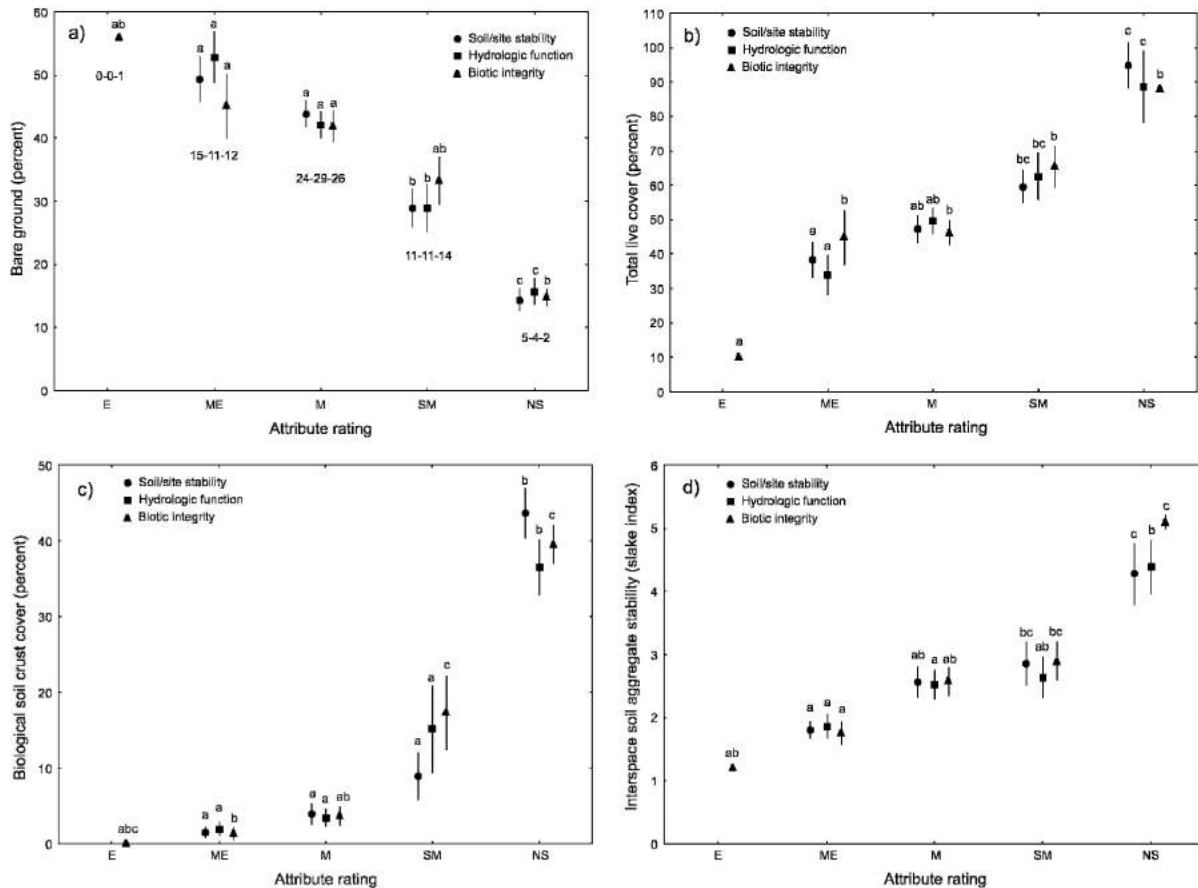 a)
Soil/site stability
Hydrologic function
Biotic integrity
Bare ground (percent)
60
50
40
30
20
10
0
ab
0-0-1
a
a
a
15-11-12
a
a
a
24-29-26
b
b
ab
11-11-14
c
c
b
5-4-2
E
ME
M
SM
NS
Attribute rating
b)
Soil/site stability
Hydrologic function
Biotic integrity
Total live cover (percent)
110
100
90
80
70
60
50
40
30
20
10
0
a
a
a
b
ab
ab
b
bc
bc
b
c
c
b
E
ME
M
SM
NS
Attribute rating
c)
Soil/site stability
Hydrologic function
Biotic integrity
Biological soil crust cover (percent)
50
40
30
20
10
0
abc
a
a
b
a
a
ab
a
a
c
b
b
c
E
ME
M
SM
NS
Attribute rating
d)
Soil/site stability
Hydrologic function
Biotic integrity
Interspace soil aggregate stability (slake index)
6
5
4
3
2
1
0
ab
a
a
a
ab
a
ab
bc
ab
bc
c
b
c
E
ME
M
SM
NS
Attribute rating